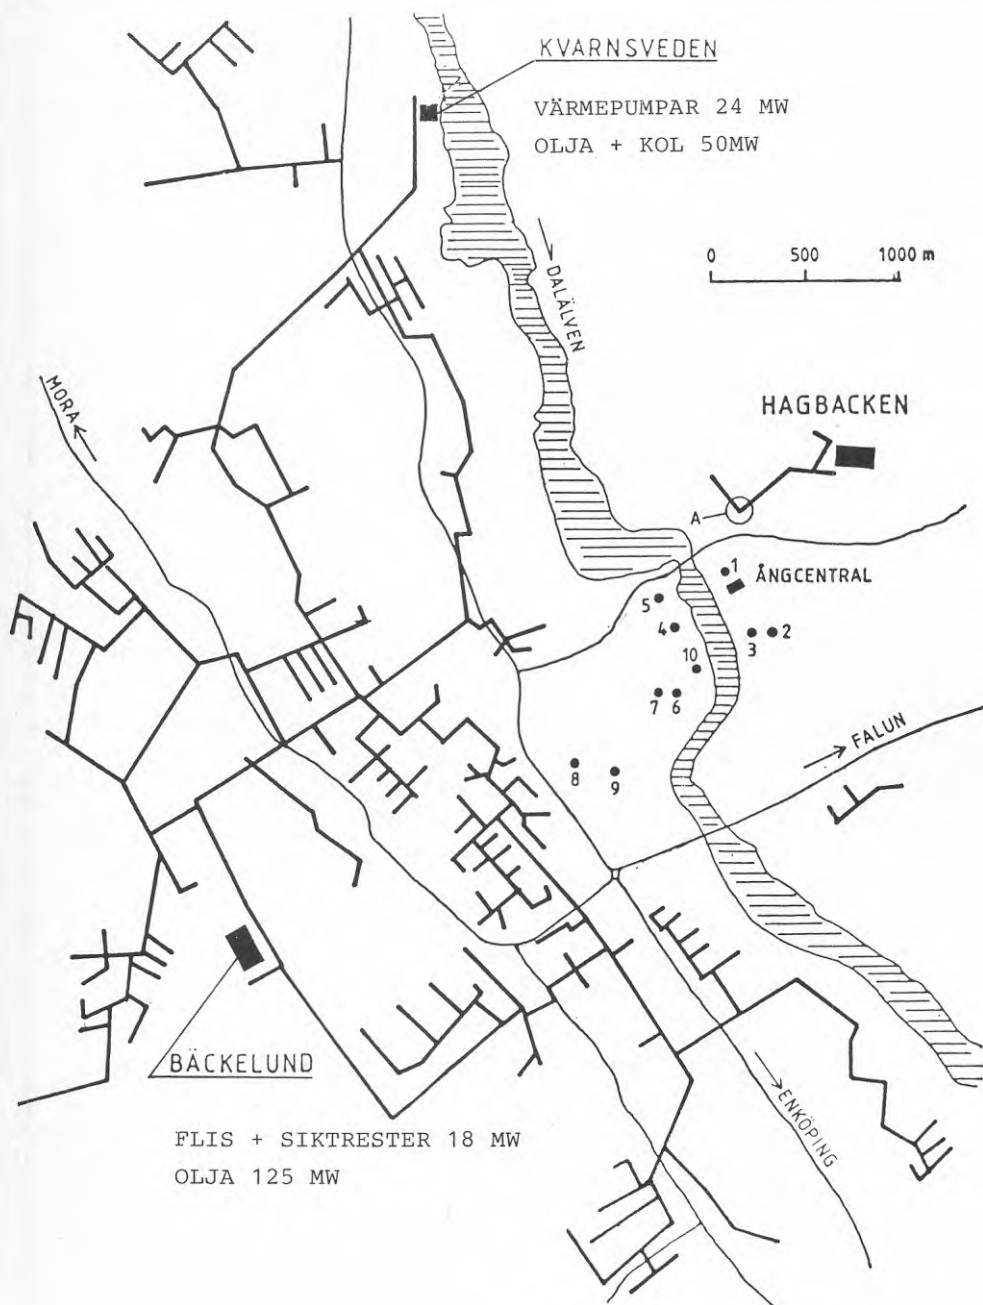 KVARNSVEDEN
VÄRMEPUMPAR 24 MW
OLJA + KOL 50MW
0 500 1000 m
DALÄLVEN
MORA
HAGBACKEN
A
1
ÅNGCENTRAL
5
4
3 2
10
7 6
FALUN
8 9
BÄCKELUND
ENKÖPING
FLIS + SIKTRESTER 18 MW
OLJA 125 MW